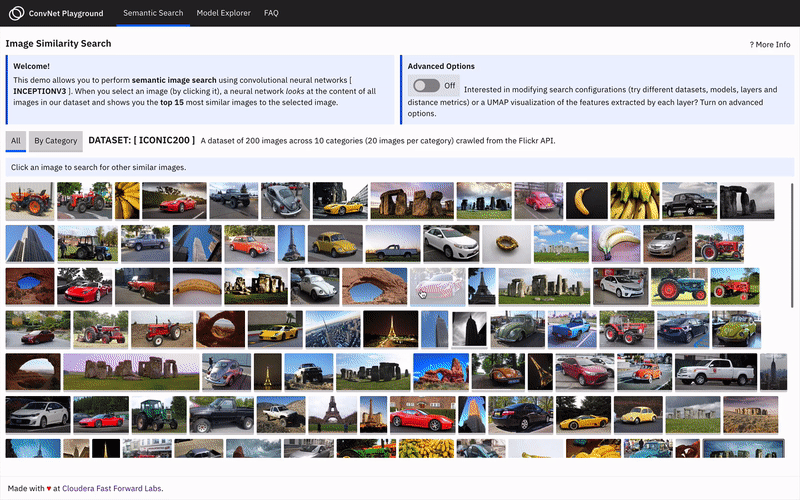 ConvNet Playground Semantic Search Model Explorer FAQ
Image Similarity Search
? More Info
Welcome!
This demo allows you to perform semantic image search using convolutional neural networks [
INCEPTIONV3 ]. When you select an image (by clicking it), a neural network looks at the content of all
images in our dataset and shows you the top 15 most similar images to the selected image.
Advanced Options
Off Interested in modifying search configurations (try different datasets, models, layers and
distance metrics) or a UMAP visualization of the features extracted by each layer? Turn on advanced
options.
All By Category DATASET: [ ICONIC200 ] A dataset of 200 images across 10 categories (20 images per category) crawled from the Flickr API.
Click an image to search for other similar images.
Made with ♥ at Cloudera Fast Forward Labs.